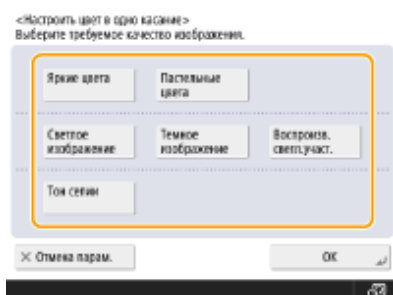 <Настроить цвет в одно касание>
Выберите требуемое качество изображения.
Яркие цвета
Пастельные
цвета
Светлое
изображение
Темное
изображение
Воспроизв.
светл.участ.
Тон сепии
Отмена парам.
OK